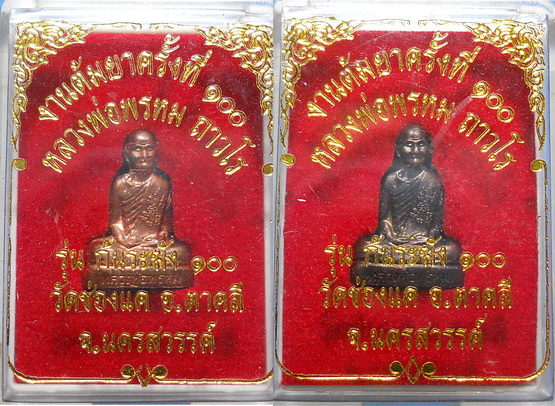 งานต้มยาครั้งที่ ๑๐๐
หลวงพ่อพรหม ถาวโร
รุ่น ก้นระฆัง ๑๐๐
วัดช่องแค อ.ตาคลี
จ.นครสวรรค์
งานต้มยาครั้งที่ ๑๐๐
หลวงพ่อพรหม ถาวโร
รุ่น ก้นระฆัง ๑๐๐
วัดช่องแค อ.ตาคลี
จ.นครสวรรค์